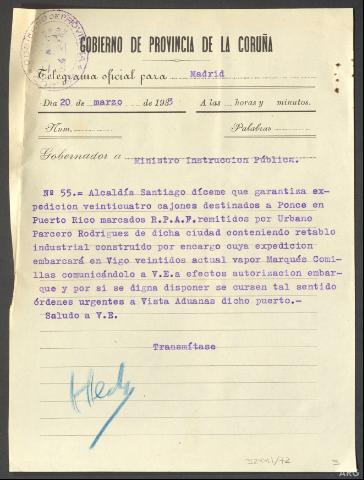 GOBIERNO DE PROVINCIA DE LA CORUÑA
Telegrama oficial para Madrid
Día 20 de marzo de 193
A las horas y minutos.
Núm. Palabras
Gobernador a Ministro Instruccion Pública.
Nº 55.= Alcaldía Santiago díceme que garantiza ex-
pedicion veinticuatro cajones destinados a Ponce en
Puerto Rico marcados R.P.A.F.remitidos por Urbano
Parcero Rodriguez de dicha ciudad conteniendo retablo
industrial construido por encargo cuya expedicion
embarcará en Vigo veintidos actual vapor Marqués Comi-
llas comunicándolo a V.E.a efectos autorizacion embar-
que y por si se digna disponer se cursen tal sentido
órdenes urgentes a Vista Aduanas dicho puerto.-
Saludo a V.E.
Transmítase
3
ARG